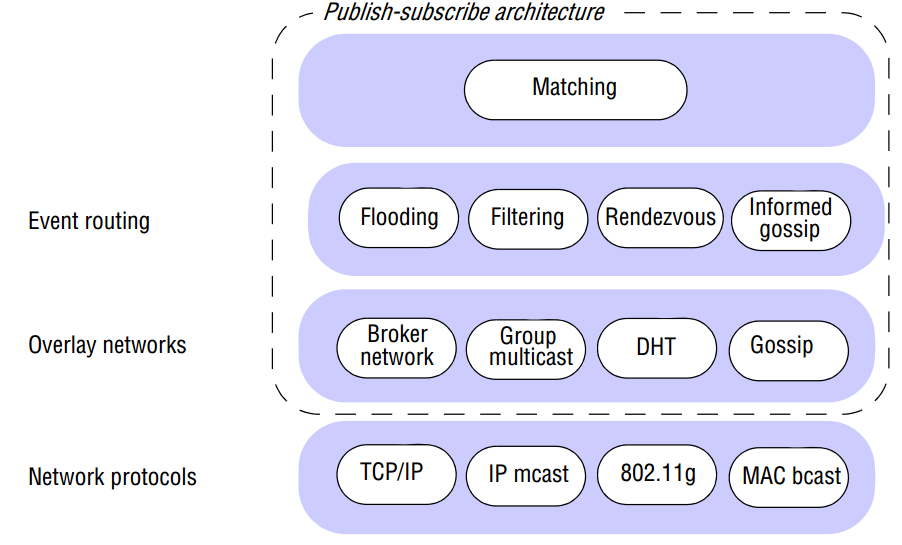 Publish-subscribe architecture
Matching
Event routing
Flooding
Filtering
Rendezvous
Informed
gossip
Overlay networks
Broker
network
Group
multicast
DHT
Gossip
Network protocols
TCP/IP
IP mcast
802.11g
MAC bcast